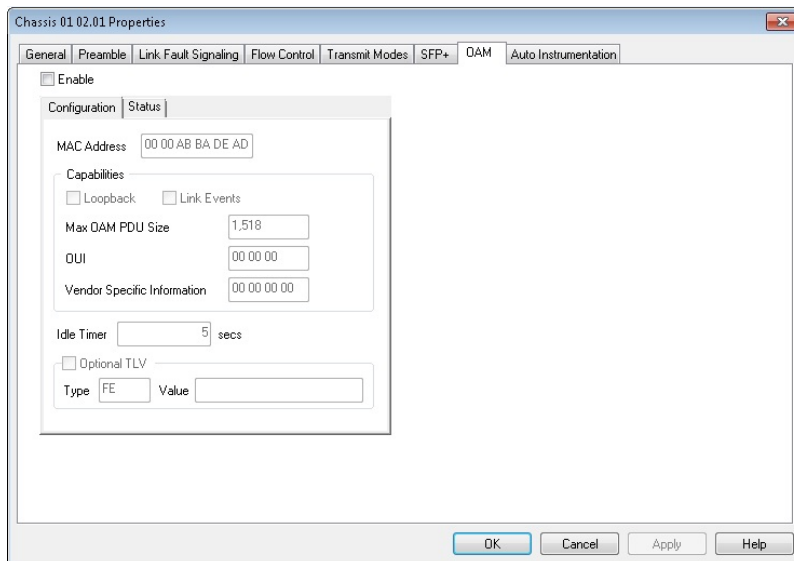 Chassis 01 02.01 Properties
General Preamble Link Fault Signaling Flow Control Transmit Modes SFP+ OAM Auto Instrumentation
Enable
Configuration Status
MAC Address 00 00 AB BA DE AD
Capabilities
Loopback Link Events
Max OAM PDU Size 1,518
OUI 00 00 00
Vendor Specific Information 00 00 00 00
Idle Timer 5 secs
Optional TLV
Type FE Value
OK Cancel Apply Help